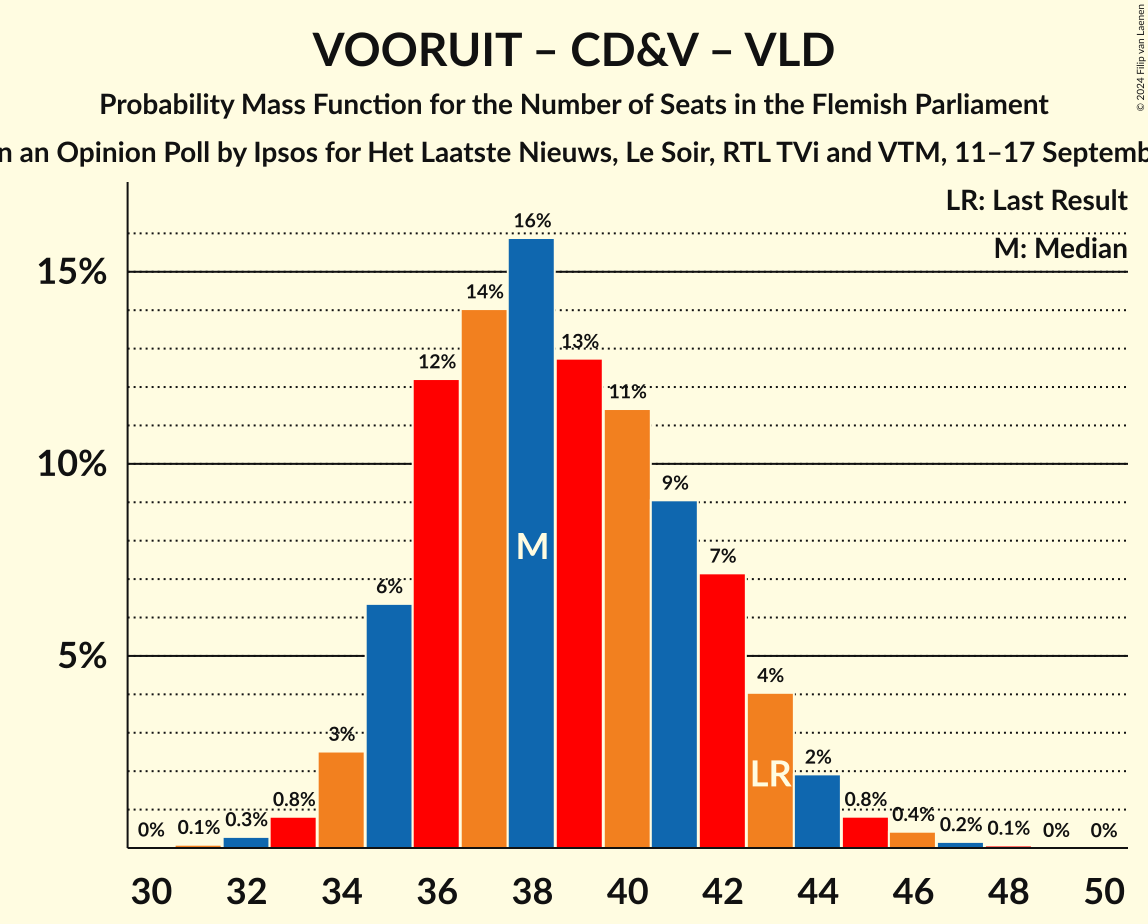 © 2024 Filip van Laenen
VOORUIT – CD&V – VLD
Probability Mass Function for the Number of Seats in the Flemish Parliament
an Opinion Poll by Ipsos for Het Laatste Nieuws, Le Soir, RTL TVi and VTM, 11–17
LR: Last Result
M: Median
15%
10%
5%
0%
0.1%
0.3%
0.8%
3%
6%
12%
14%
16%
13%
11%
9%
7%
4%
2%
0.8%
0.4%
0.2%
0.1%
0%
0%
M
LR
30 32 34 36 38 40 42 44 46 48 50